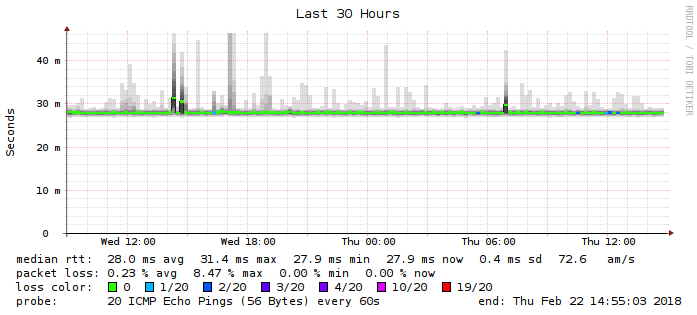 Last 30 Hours
RRDTOOL / TOBI OETIKER
Seconds
40 m
30 m
20 m
10 m
0
Wed 12:00 Wed 18:00 Thu 00:00 Thu 06:00 Thu 12:00
median rtt: 28.0 ms avg 31.4 ms max 27.9 ms min 27.9 ms now 0.4 ms sd 72.6 am/s
packet loss: 0.23 % avg 8.47 % max 0.00 % min 0.00 % now
loss color: 0 1/20 2/20 3/20 4/20 10/20 19/20
probe: 20 ICMP Echo Pings (56 Bytes) every 60s end: Thu Feb 22 14:55:03 2018